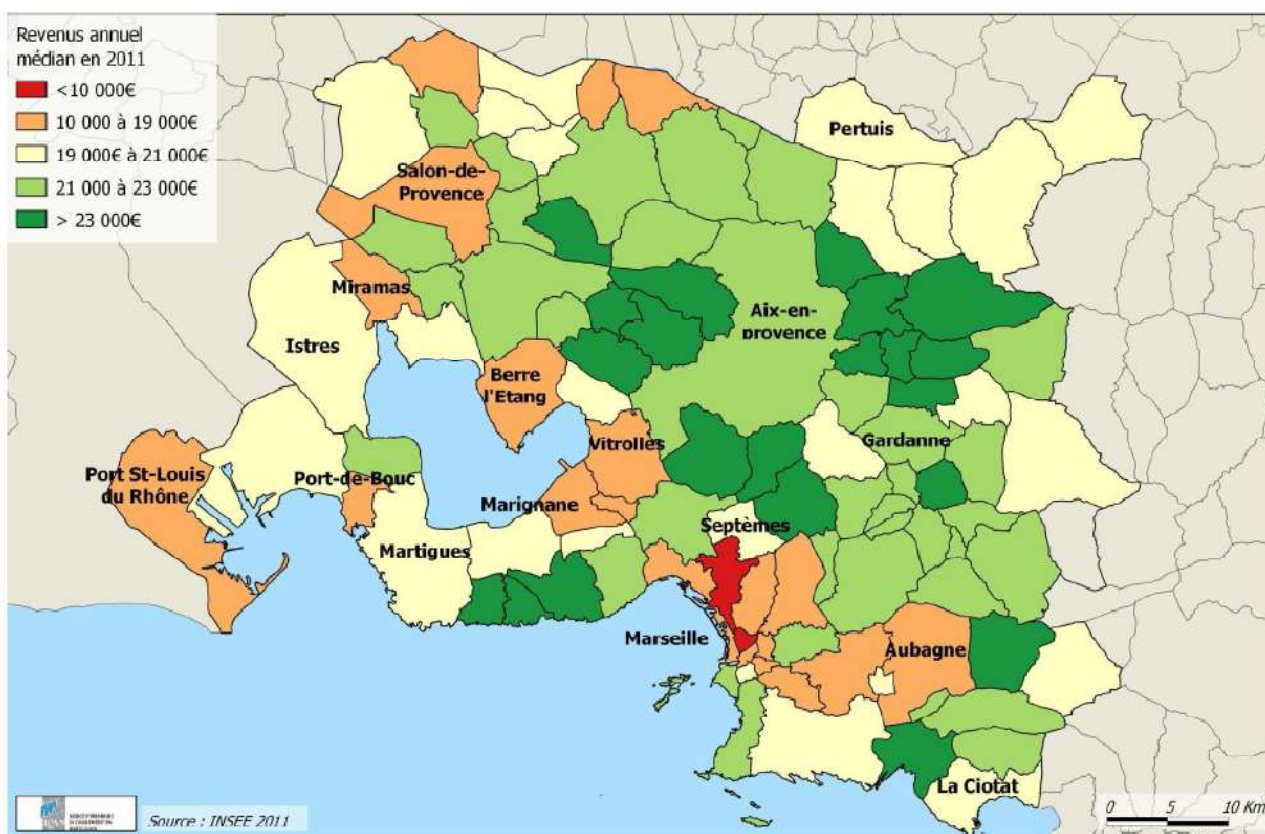 Revenus annuel
médian en 2011
<10 000€
10 000 à 19 000€
19 000€ à 21 000€
21 000 à 23 000€
> 23 000€
Pertuis
Salon-de-
Provence
Miramas
Istres
Aix-en-
provence
Berre
l'Etang
Vitrolles
Gardanne
Port St-Louis
du Rhône
Port-de-Bouc
Marignane
Septèmes
Martigues
Marseille
Aubagne
La Ciotat
0 5 10 Km
Source : INSEE 2011